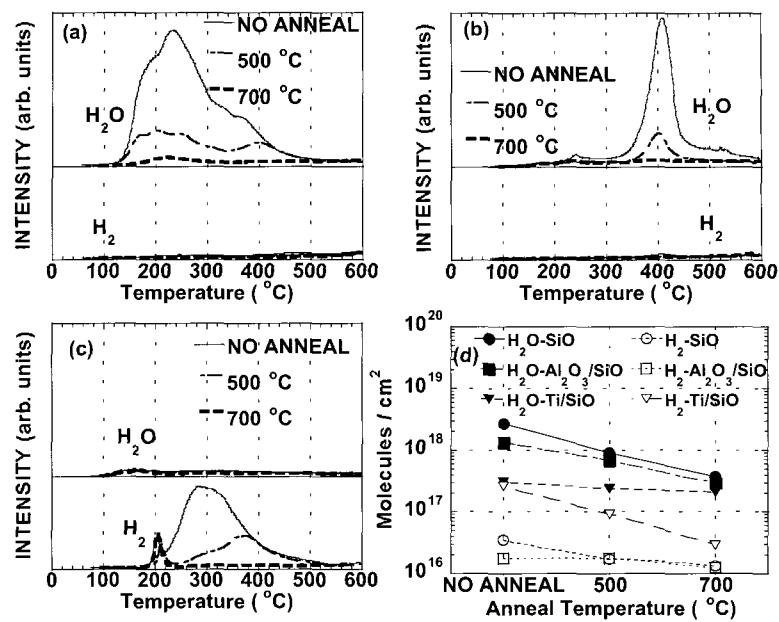 (a)
NO ANNEAL
500 °C
700 °C
H2O
H2
INTENSITY (arb. units)
0 100 200 300 400 500 600
Temperature ( °C)
(b)
NO ANNEAL
500 °C
700 °C
H2O
H2
INTENSITY (arb. units)
0 100 200 300 400 500 600
Temperature ( °C)
(c)
NO ANNEAL
500 °C
700 °C
H2O
H2
INTENSITY (arb. units)
0 100 200 300 400 500 600
Temperature ( °C)
(d)
H2O-SiO
H2-SiO
H2O-Al2O3/SiO
H2-Al2O3/SiO
H2O-Ti/SiO
H2-Ti/SiO
Molecules / cm²
10^20
10^19
10^18
10^17
10^16
NO ANNEAL 500 700
Anneal Temperature ( °C)